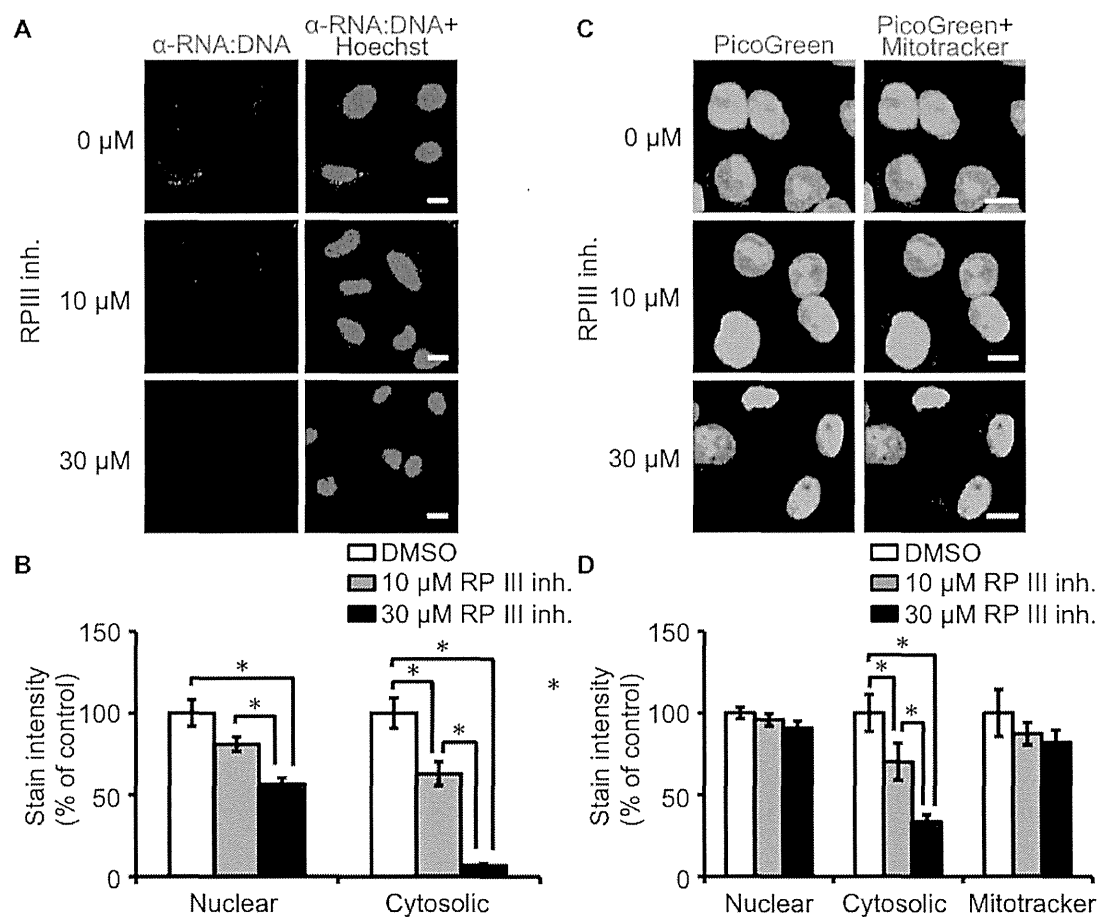 A
α-RNA:DNA
α-RNA:DNA+
Hoechst
0 µM
10 µM
30 µM
RPIII inh.
C
PicoGreen
PicoGreen+
Mitotracker
0 µM
10 µM
30 µM
RPIII inh.
B
DMSO
10 µM RP III inh.
30 µM RP III inh.
Stain intensity
(% of control)
150
100
50
0
*
*
*
*
*
*
Nuclear
Cytosolic
D
DMSO
10 µM RP III inh.
30 µM RP III inh.
Stain intensity
(% of control)
150
100
50
0
*
*
*
Nuclear
Cytosolic
Mitotracker